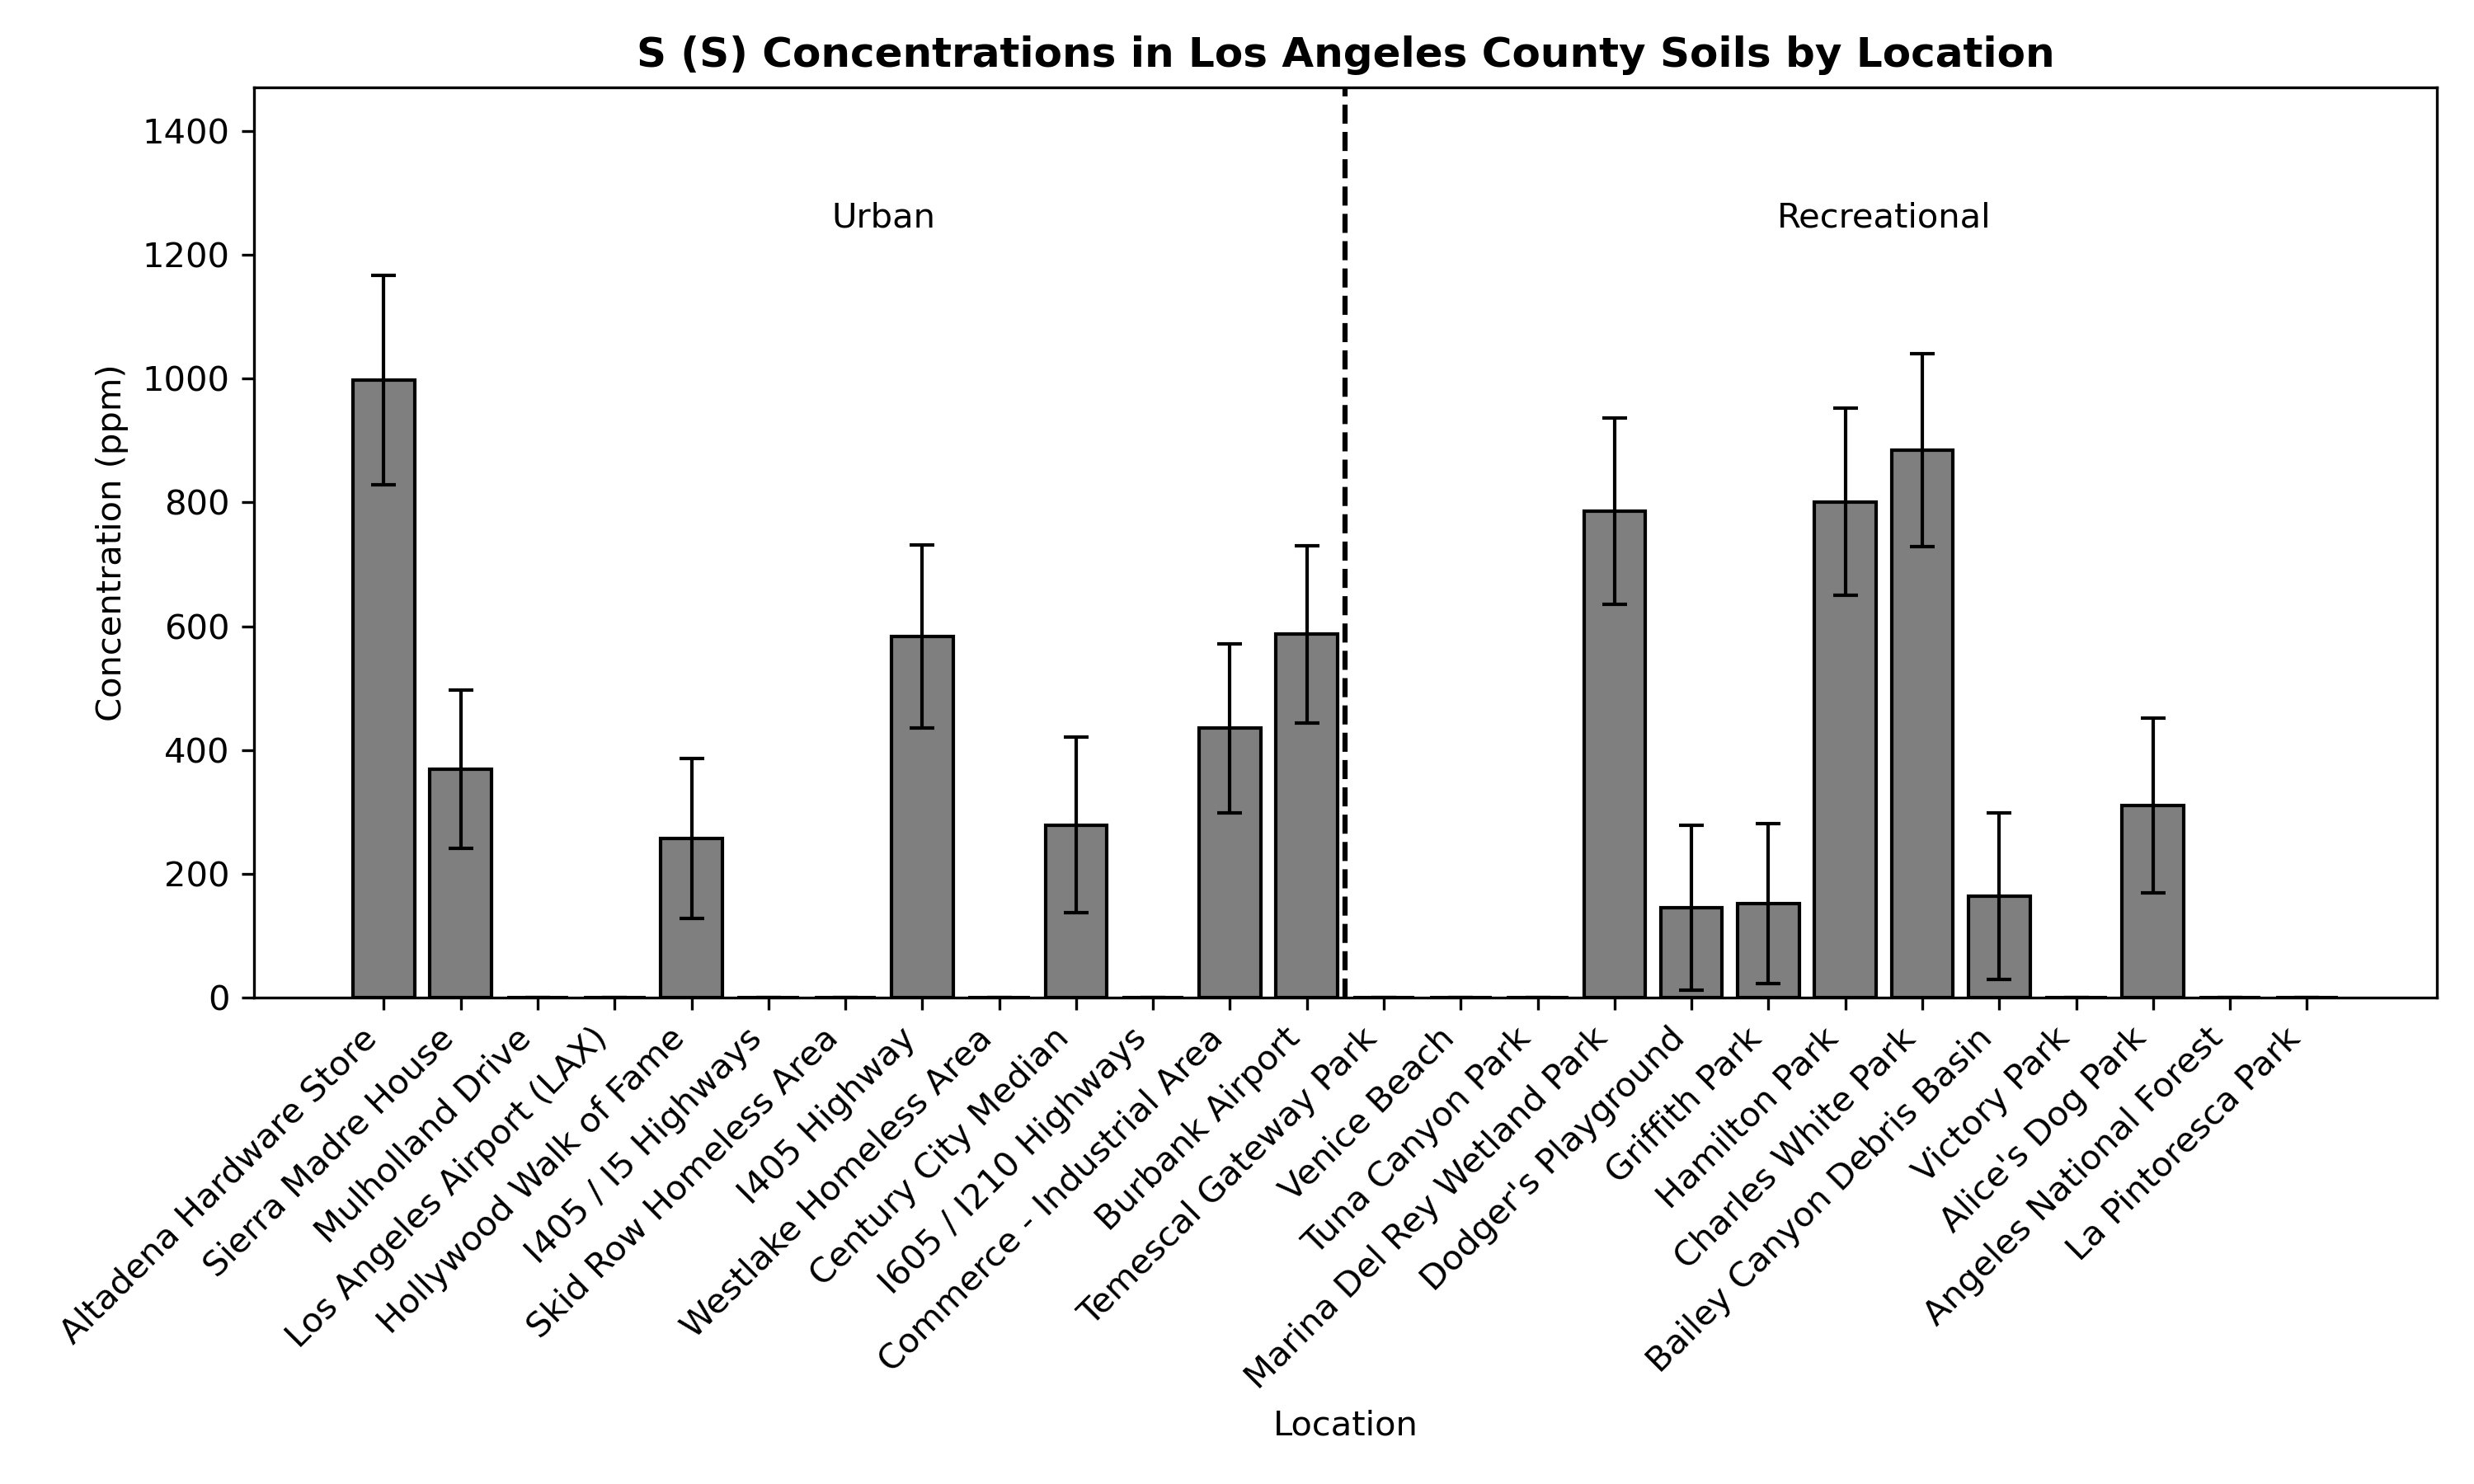 S (S) Concentrations in Los Angeles County Soils by Location
Urban
Recreational
Concentration (ppm)
1400
1200
1000
800
600
400
200
0
Altadena Hardware Store
Sierra Madre House
Mulholland Drive
Los Angeles Airport (LAX)
Hollywood Walk of Fame
I405 / I5 Highways
Skid Row Homeless Area
I405 Highway
Westlake Homeless Area
Century City Median
I605 / I210 Highways
Commerce - Industrial Area
Burbank Airport
Temescal Gateway Park
Venice Beach
Tuna Canyon Park
Marina Del Rey Wetland Park
Dodger's Playground
Griffith Park
Hamilton Park
Charles White Park
Bailey Canyon Debris Basin
Victory Park
Alice's Dog Park
Angeles National Forest
La Pintoresca Park
Location